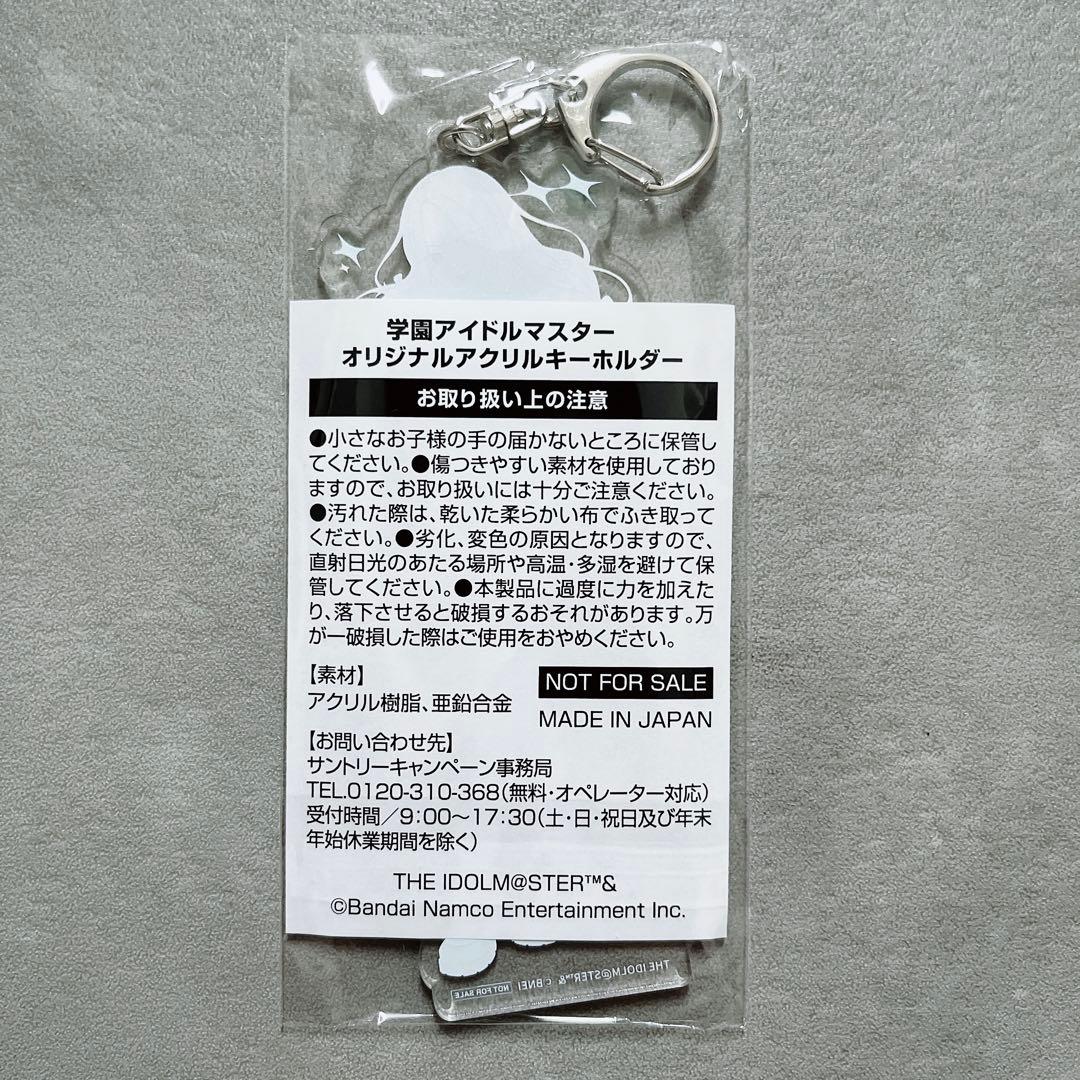 学園アイドルマスター
オリジナルアクリルキーホルダー
お取り扱い上の注意
●小さなお子様の手の届かないところに保管し
てください。●傷つきやすい素材を使用しており
ますので、お取り扱いには十分ご注意ください。
●汚れた際は、乾いた柔らかい布でふき取って
ください。●劣化、変色の原因となりますので、
直射日光のあたる場所や高温・多湿を避けて保
管してください。●本製品に過度に力を加えた
り、落下させると破損するおそれがあります。万
が一破損した際はご使用をおやめください。
【素材】
アクリル樹脂、亜鉛合金
NOT FOR SALE
MADE IN JAPAN
【お問い合わせ先】
サントリーキャンペーン事務局
TEL.0120-310-368(無料・オペレーター対応)
受付時間/9:00～17:30(土・日・祝日及び年末
年始休業期間を除く)
THE IDOLM@STER™&
©Bandai Namco Entertainment Inc.
THE IDOLM@STER™& ©BNEI NOT FOR SALE